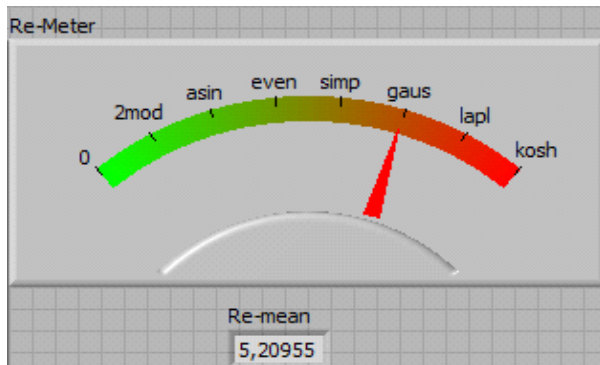 Re-Meter
0
2mod
asin
even
simp
gaus
lapl
kosh
Re-mean
5,20955